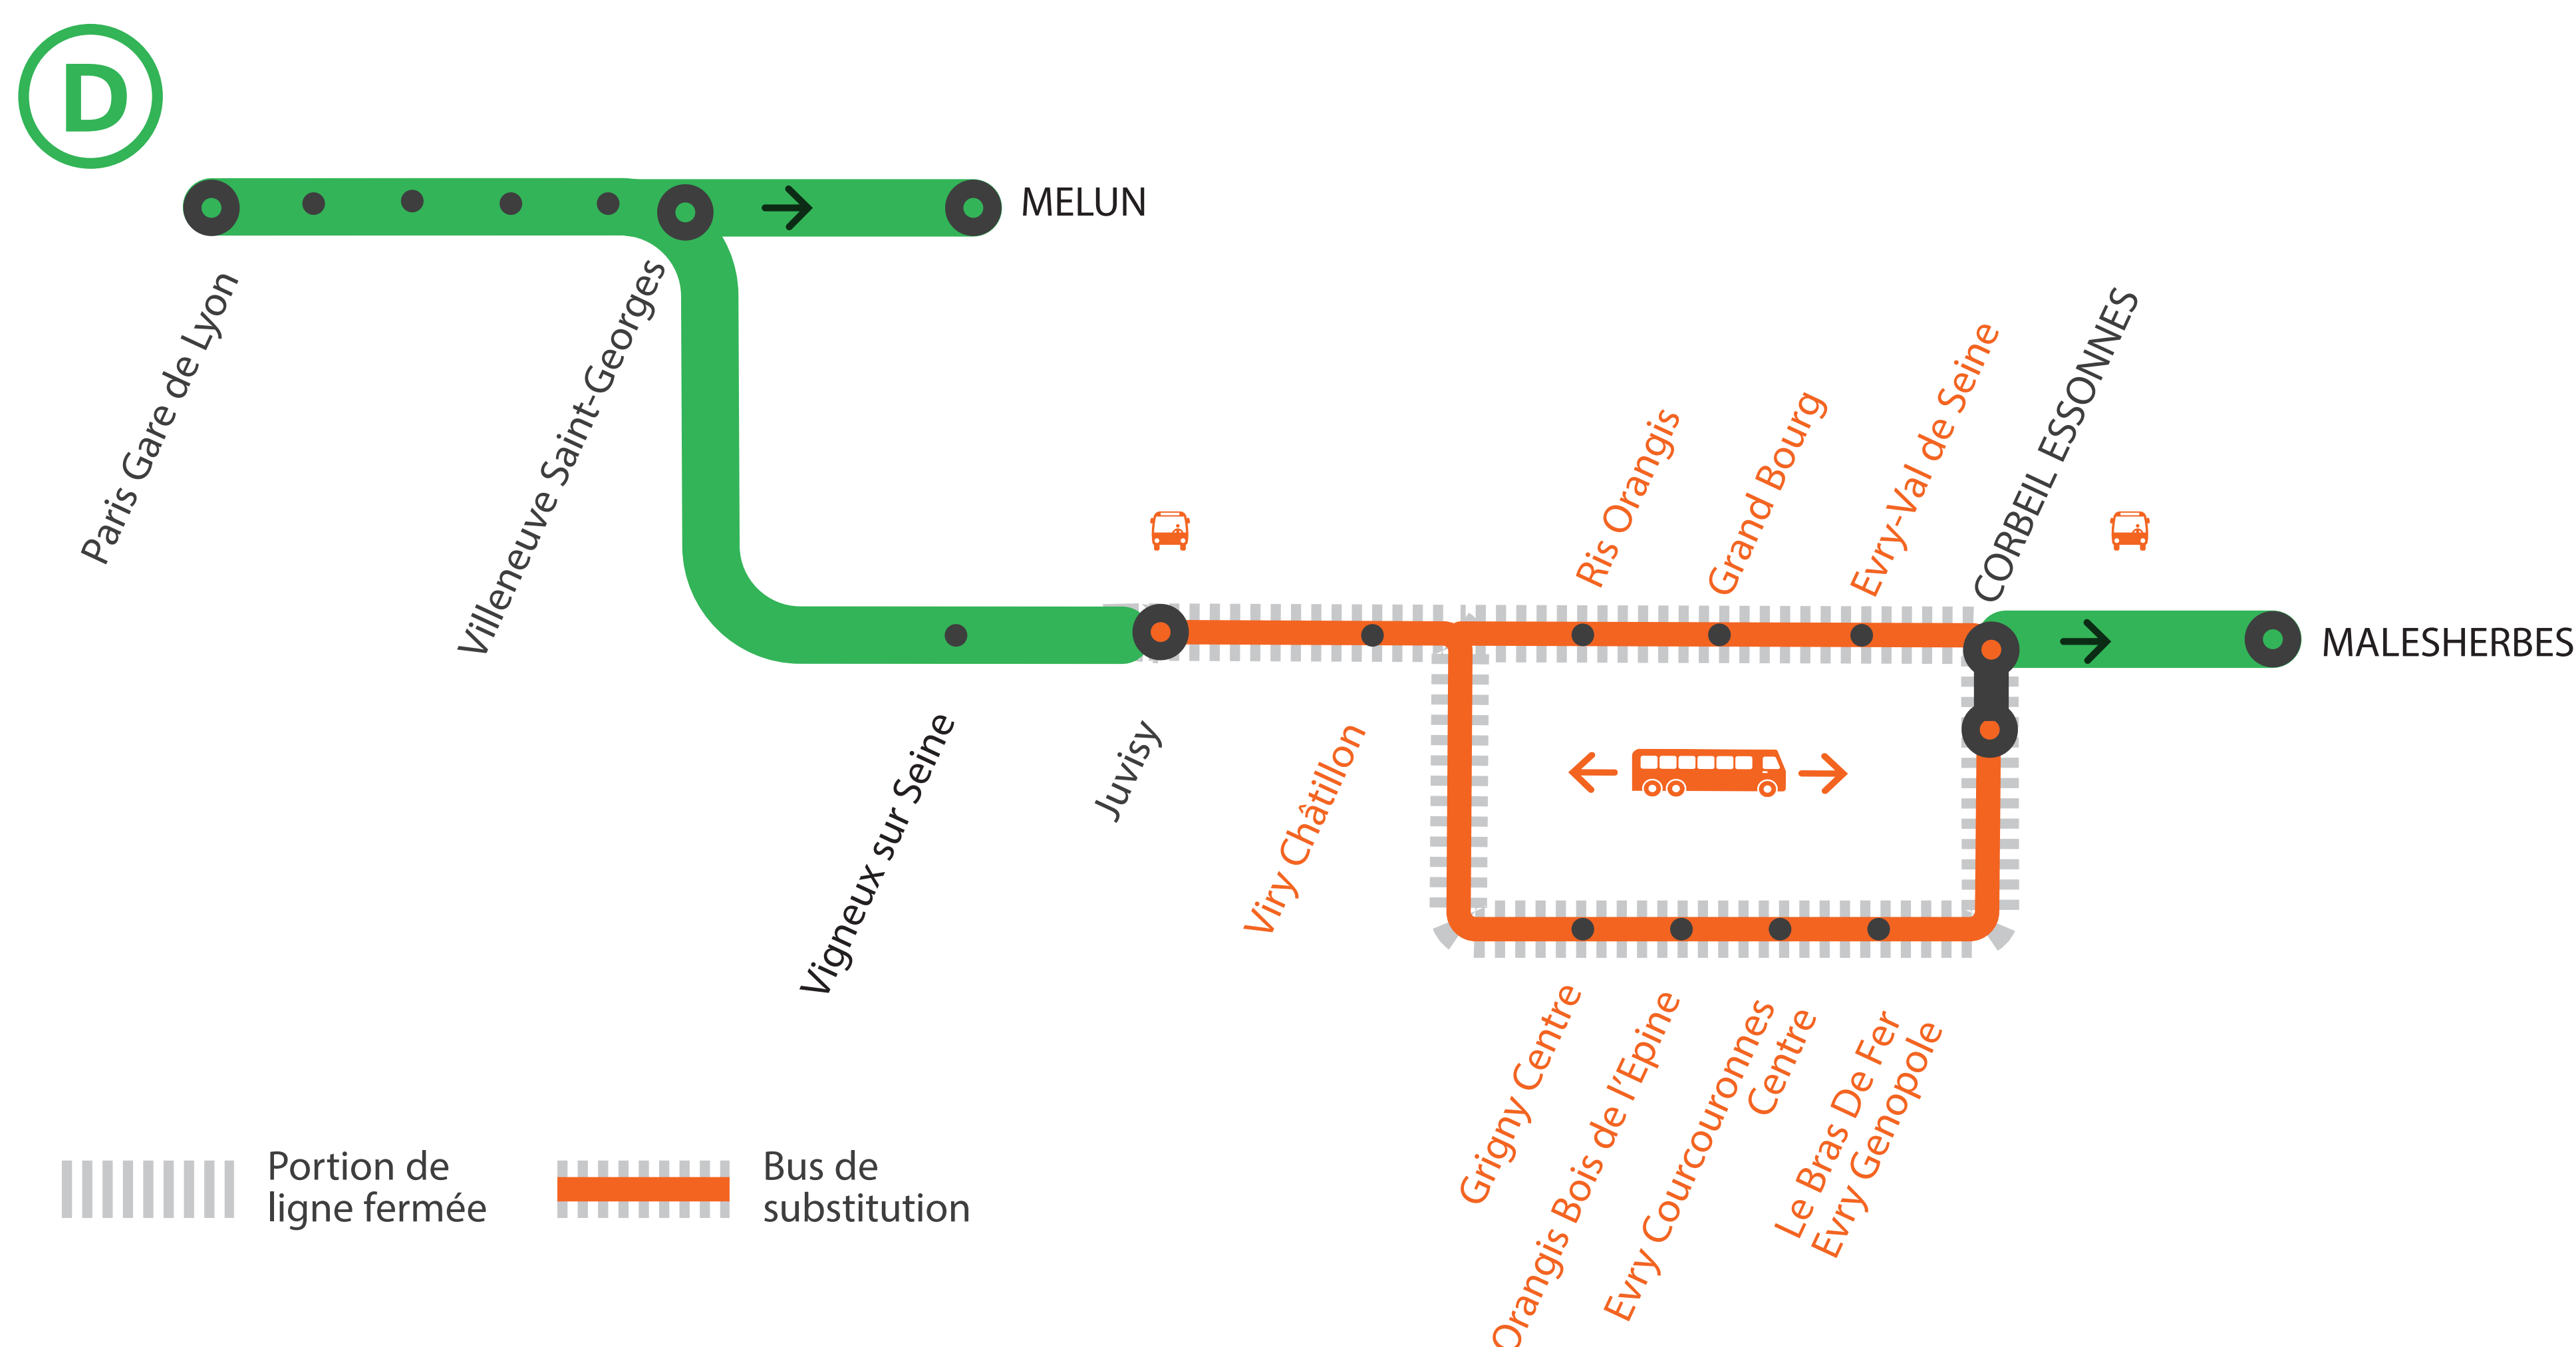 D
MELUN
Paris Gare de Lyon
Villeneuve Saint-Georges
Vigneux sur Seine
Juvisy
Viry Châtillon
Ris Orangis
Grand Bourg
Evry-Val de Seine
CORBEIL ESSONNES
MALESHERBES
Grigny Centre
Orangis Bois de l'Epine
Evry Courcouronnes
Centre
Le Bras De Fer
Evry Genopole
Portion de
ligne fermée
Bus de
substitution